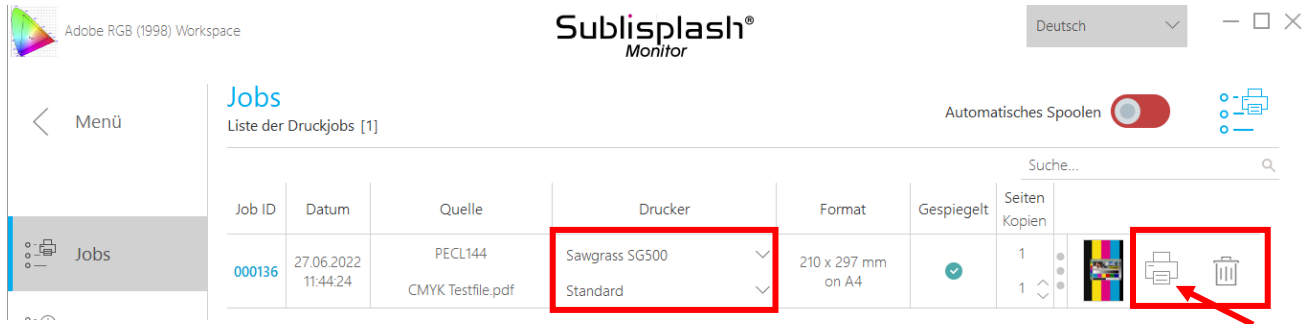 Adobe RGB (1998) Workspace
Sublisplash®
Monitor
Deutsch
Menü
Jobs
Liste der Druckjobs [1]
Automatisches Spoolen
Suche...
Job ID
Datum
Quelle
Drucker
Format
Gespiegelt
Seiten
Kopien
Jobs
000136
27.06.2022
11:44:24
PECL144
CMYK Testfile.pdf
Sawgrass SG500
Standard
210 x 297 mm
on A4
1
1